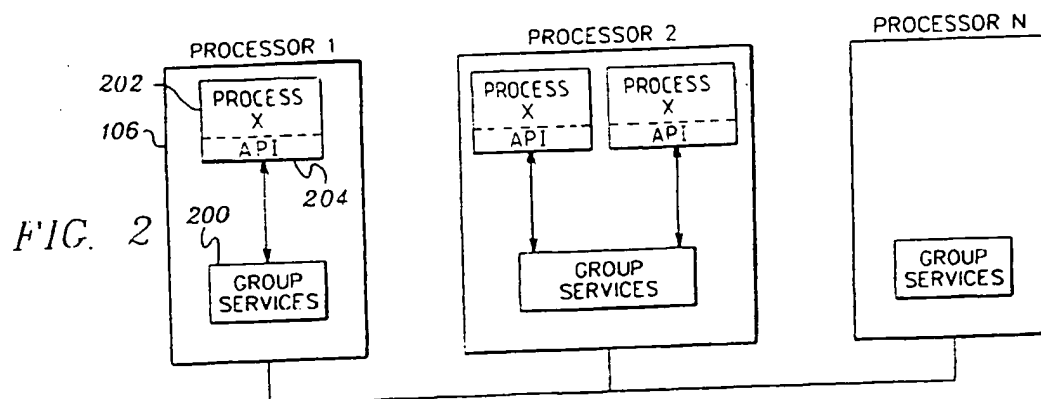 PROCESSOR 1
202
PROCESS
X
API
106
204
200
GROUP
SERVICES
FIG. 2
PROCESSOR 2
PROCESS
X
API
PROCESS
X
API
GROUP
SERVICES
PROCESSOR N
GROUP
SERVICES